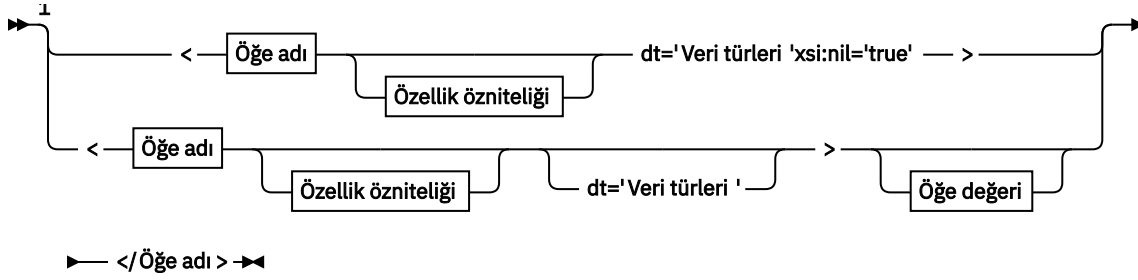 1
< Öğe adı dt='Veri türleri 'xsi:nil='true' >
Özellik özniteliği
< Öğe adı >
Özellik özniteliği dt='Veri türleri ' Öğe değeri
</Öğe adı >